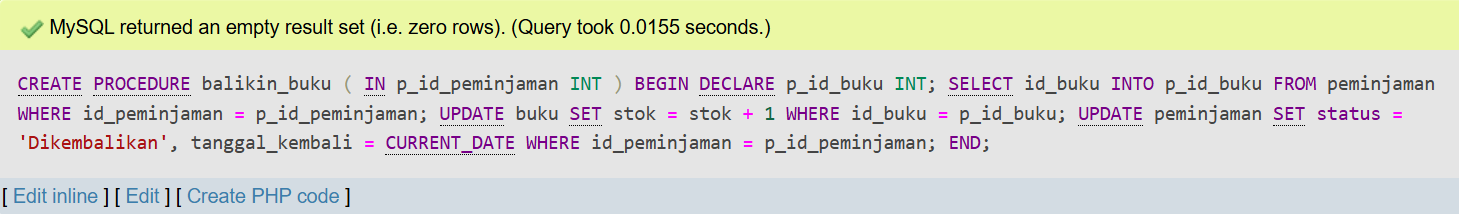 MySQL returned an empty result set (i.e. zero rows). (Query took 0.0155 seconds.)
CREATE PROCEDURE balikin_buku ( IN p_id_peminjaman INT ) BEGIN DECLARE p_id_buku INT; SELECT id_buku INTO p_id_buku FROM peminjaman
WHERE id_peminjaman = p_id_peminjaman; UPDATE buku SET stok = stok + 1 WHERE id_buku = p_id_buku; UPDATE peminjaman SET status =
'Dikembalikan', tanggal_kembali = CURRENT_DATE WHERE id_peminjaman = p_id_peminjaman; END;
[ Edit inline ] [ Edit ] [ Create PHP code ]